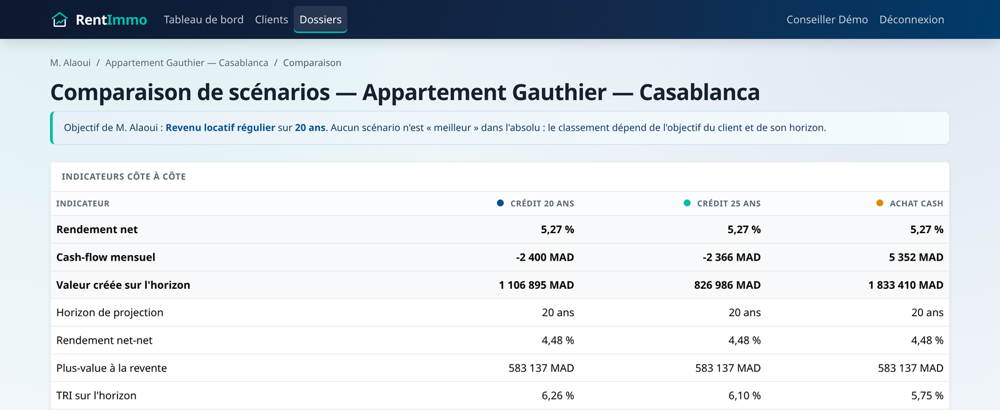 RentImmo Tableau de bord Clients Dossiers Conseiller Démo Déconnexion
M. Alaoui / Appartement Gauthier — Casablanca / Comparaison
Comparaison de scénarios — Appartement Gauthier — Casablanca
Objectif de M. Alaoui : Revenu locatif régulier sur 20 ans. Aucun scénario n'est « meilleur » dans l'absolu : le classement dépend de l'objectif du client et de son horizon.
INDICATEURS CÔTE À CÔTE
INDICATEUR CRÉDIT 20 ANS CRÉDIT 25 ANS ACHAT CASH
Rendement net 5,27 % 5,27 % 5,27 %
Cash-flow mensuel -2 400 MAD -2 366 MAD 5 352 MAD
Valeur créée sur l'horizon 1 106 895 MAD 826 986 MAD 1 833 410 MAD
Horizon de projection 20 ans 20 ans 20 ans
Rendement net-net 4,48 % 4,48 % 4,48 %
Plus-value à la revente 583 137 MAD 583 137 MAD 583 137 MAD
TRI sur l'horizon 6,26 % 6,10 % 5,75 %